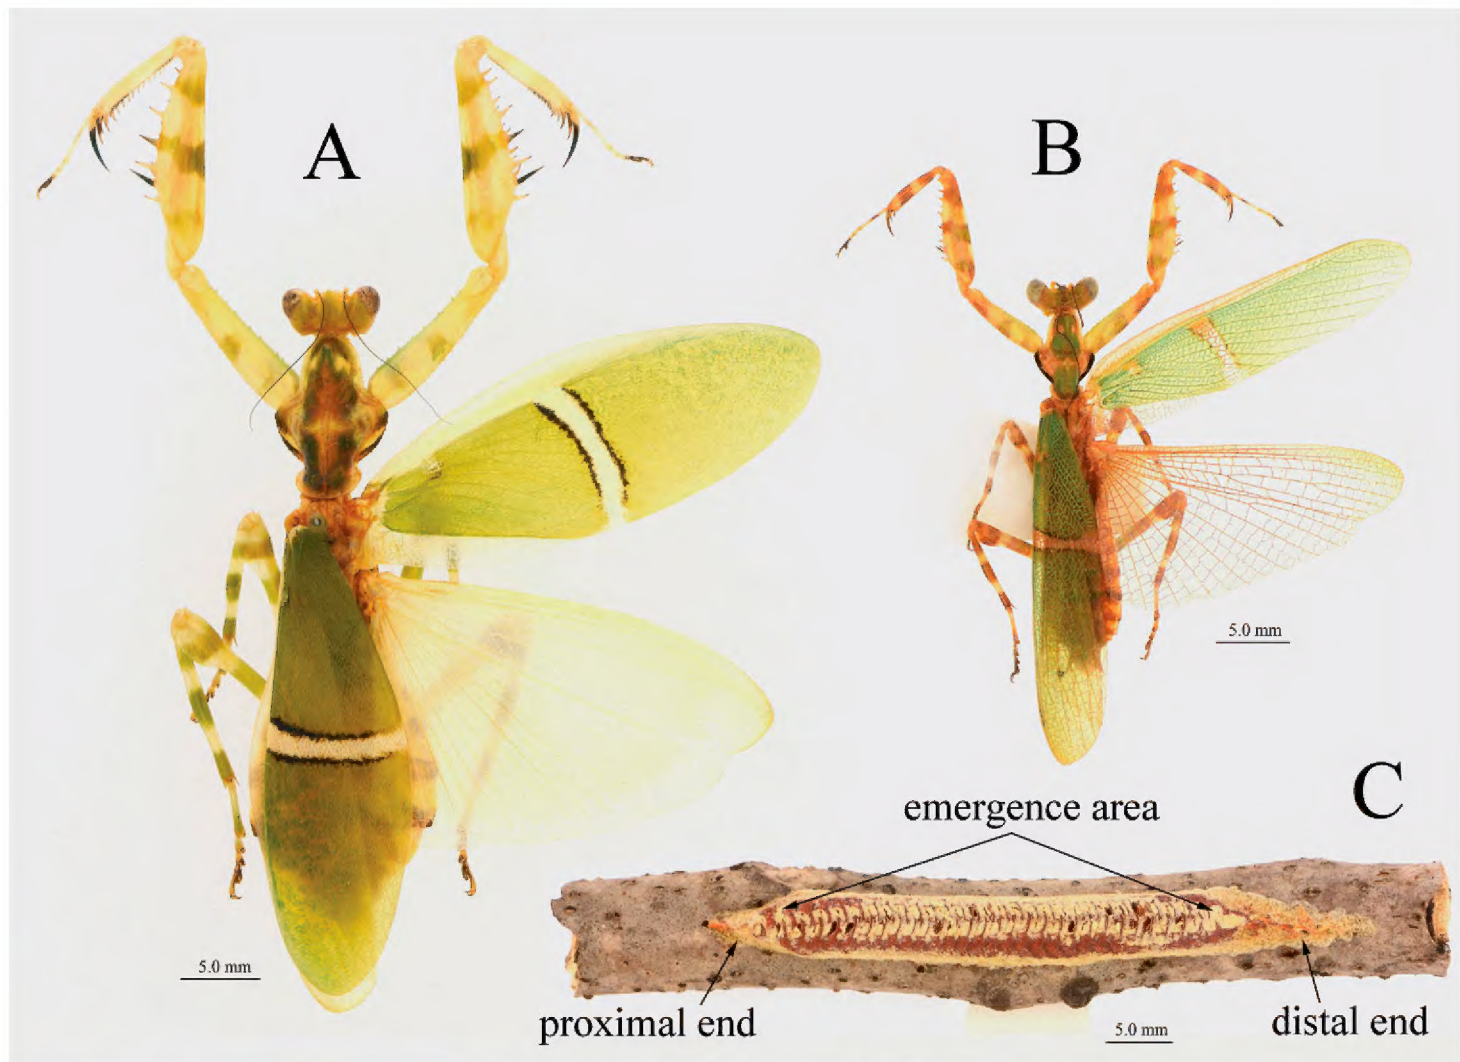 A
B
5.0 mm
C
emergence area
5.0 mm
proximal end
5.0 mm
distal end